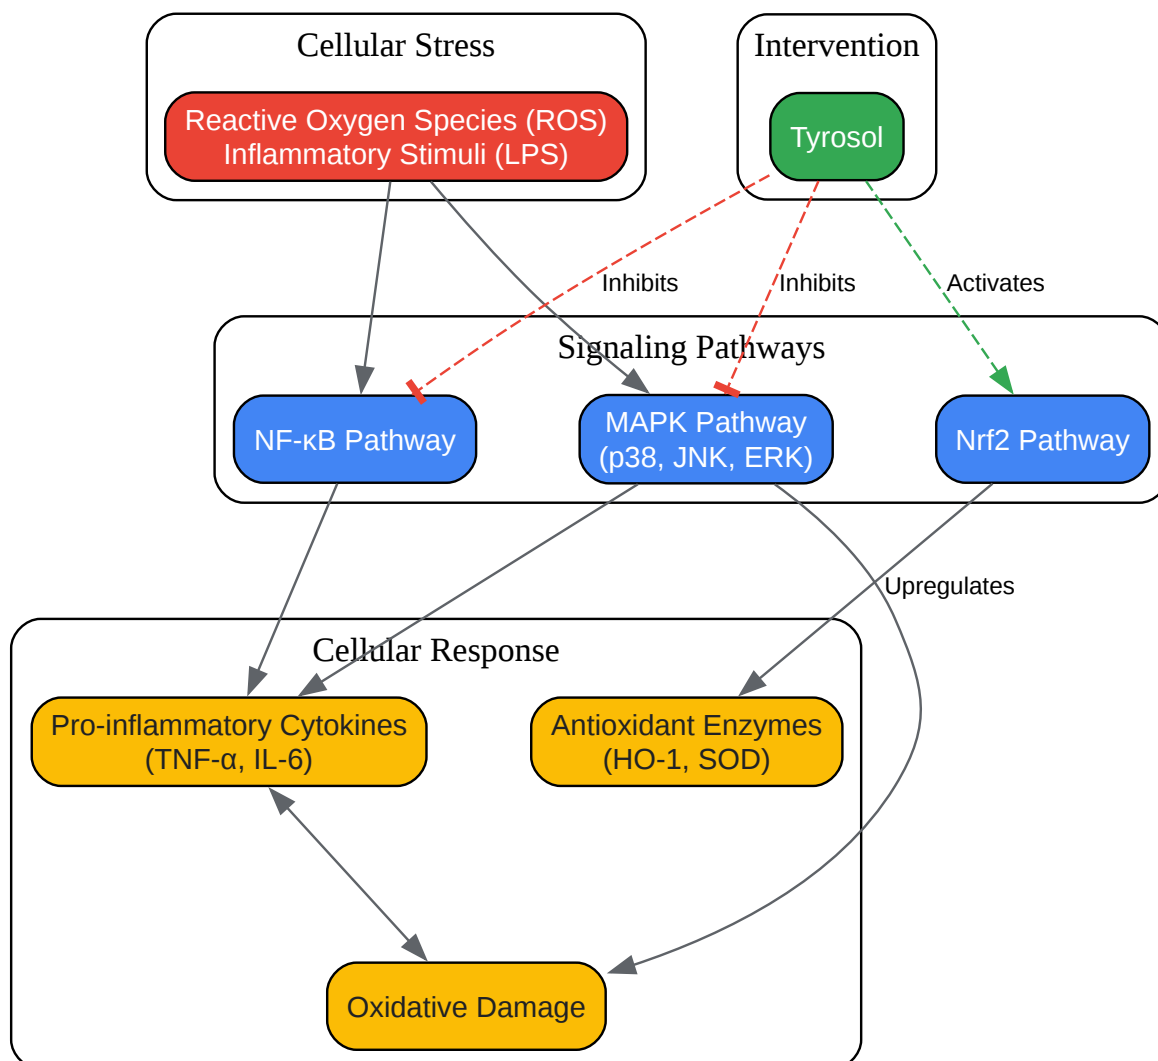 Cellular Stress
Intervention
Reactive Oxygen Species (ROS)
Inflammatory Stimuli (LPS)
Tyrosol
Inhibits
Inhibits
Activates
Signaling Pathways
NF-κB Pathway
MAPK Pathway
(p38, JNK, ERK)
Nrf2 Pathway
Upregulates
Cellular Response
Pro-inflammatory Cytokines
(TNF-α, IL-6)
Antioxidant Enzymes
(HO-1, SOD)
Oxidative Damage